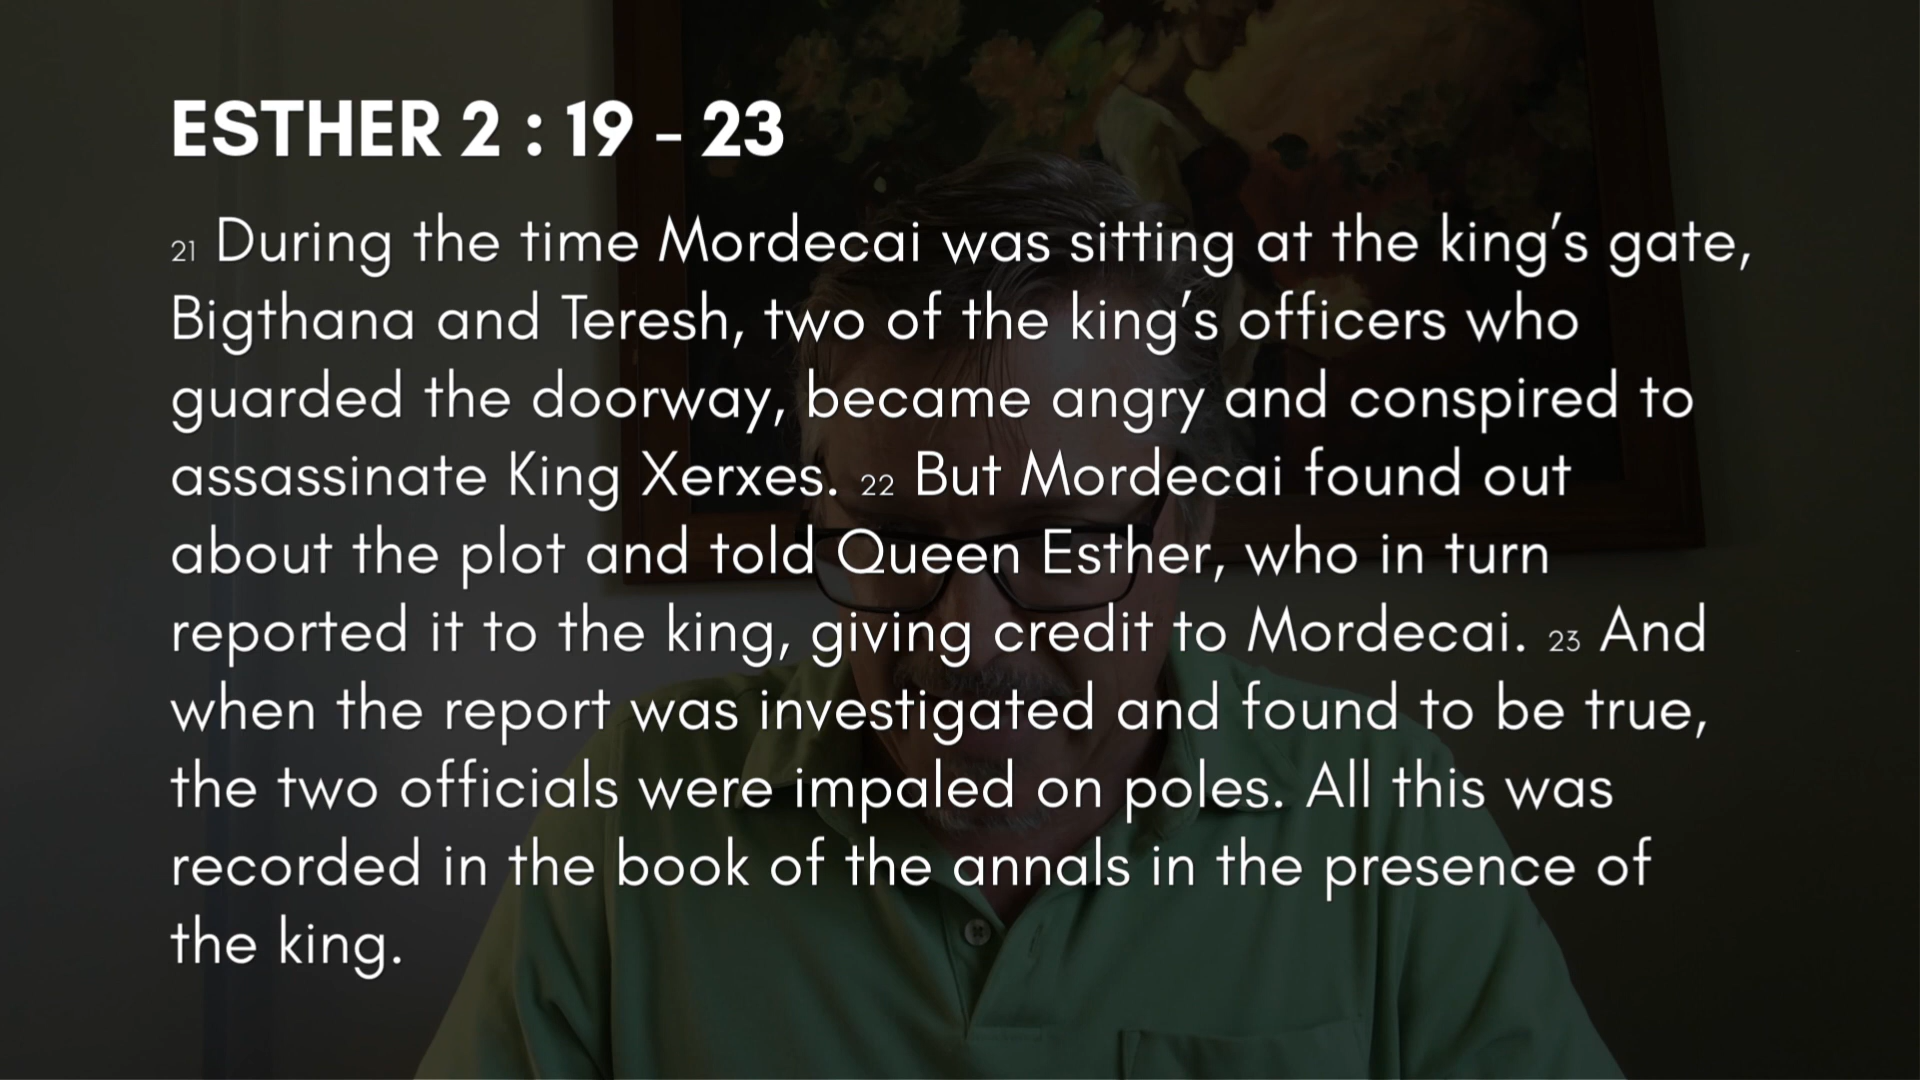 ESTHER 2 : 19 - 23
21 During the time Mordecai was sitting at the king’s gate,
Bigthana and Teresh, two of the king’s officers who
guarded the doorway, became angry and conspired to
assassinate King Xerxes. 22 But Mordecai found out
about the plot and told Queen Esther, who in turn
reported it to the king, giving credit to Mordecai. 23 And
when the report was investigated and found to be true,
the two officials were impaled on poles. All this was
recorded in the book of the annals in the presence of
the king.